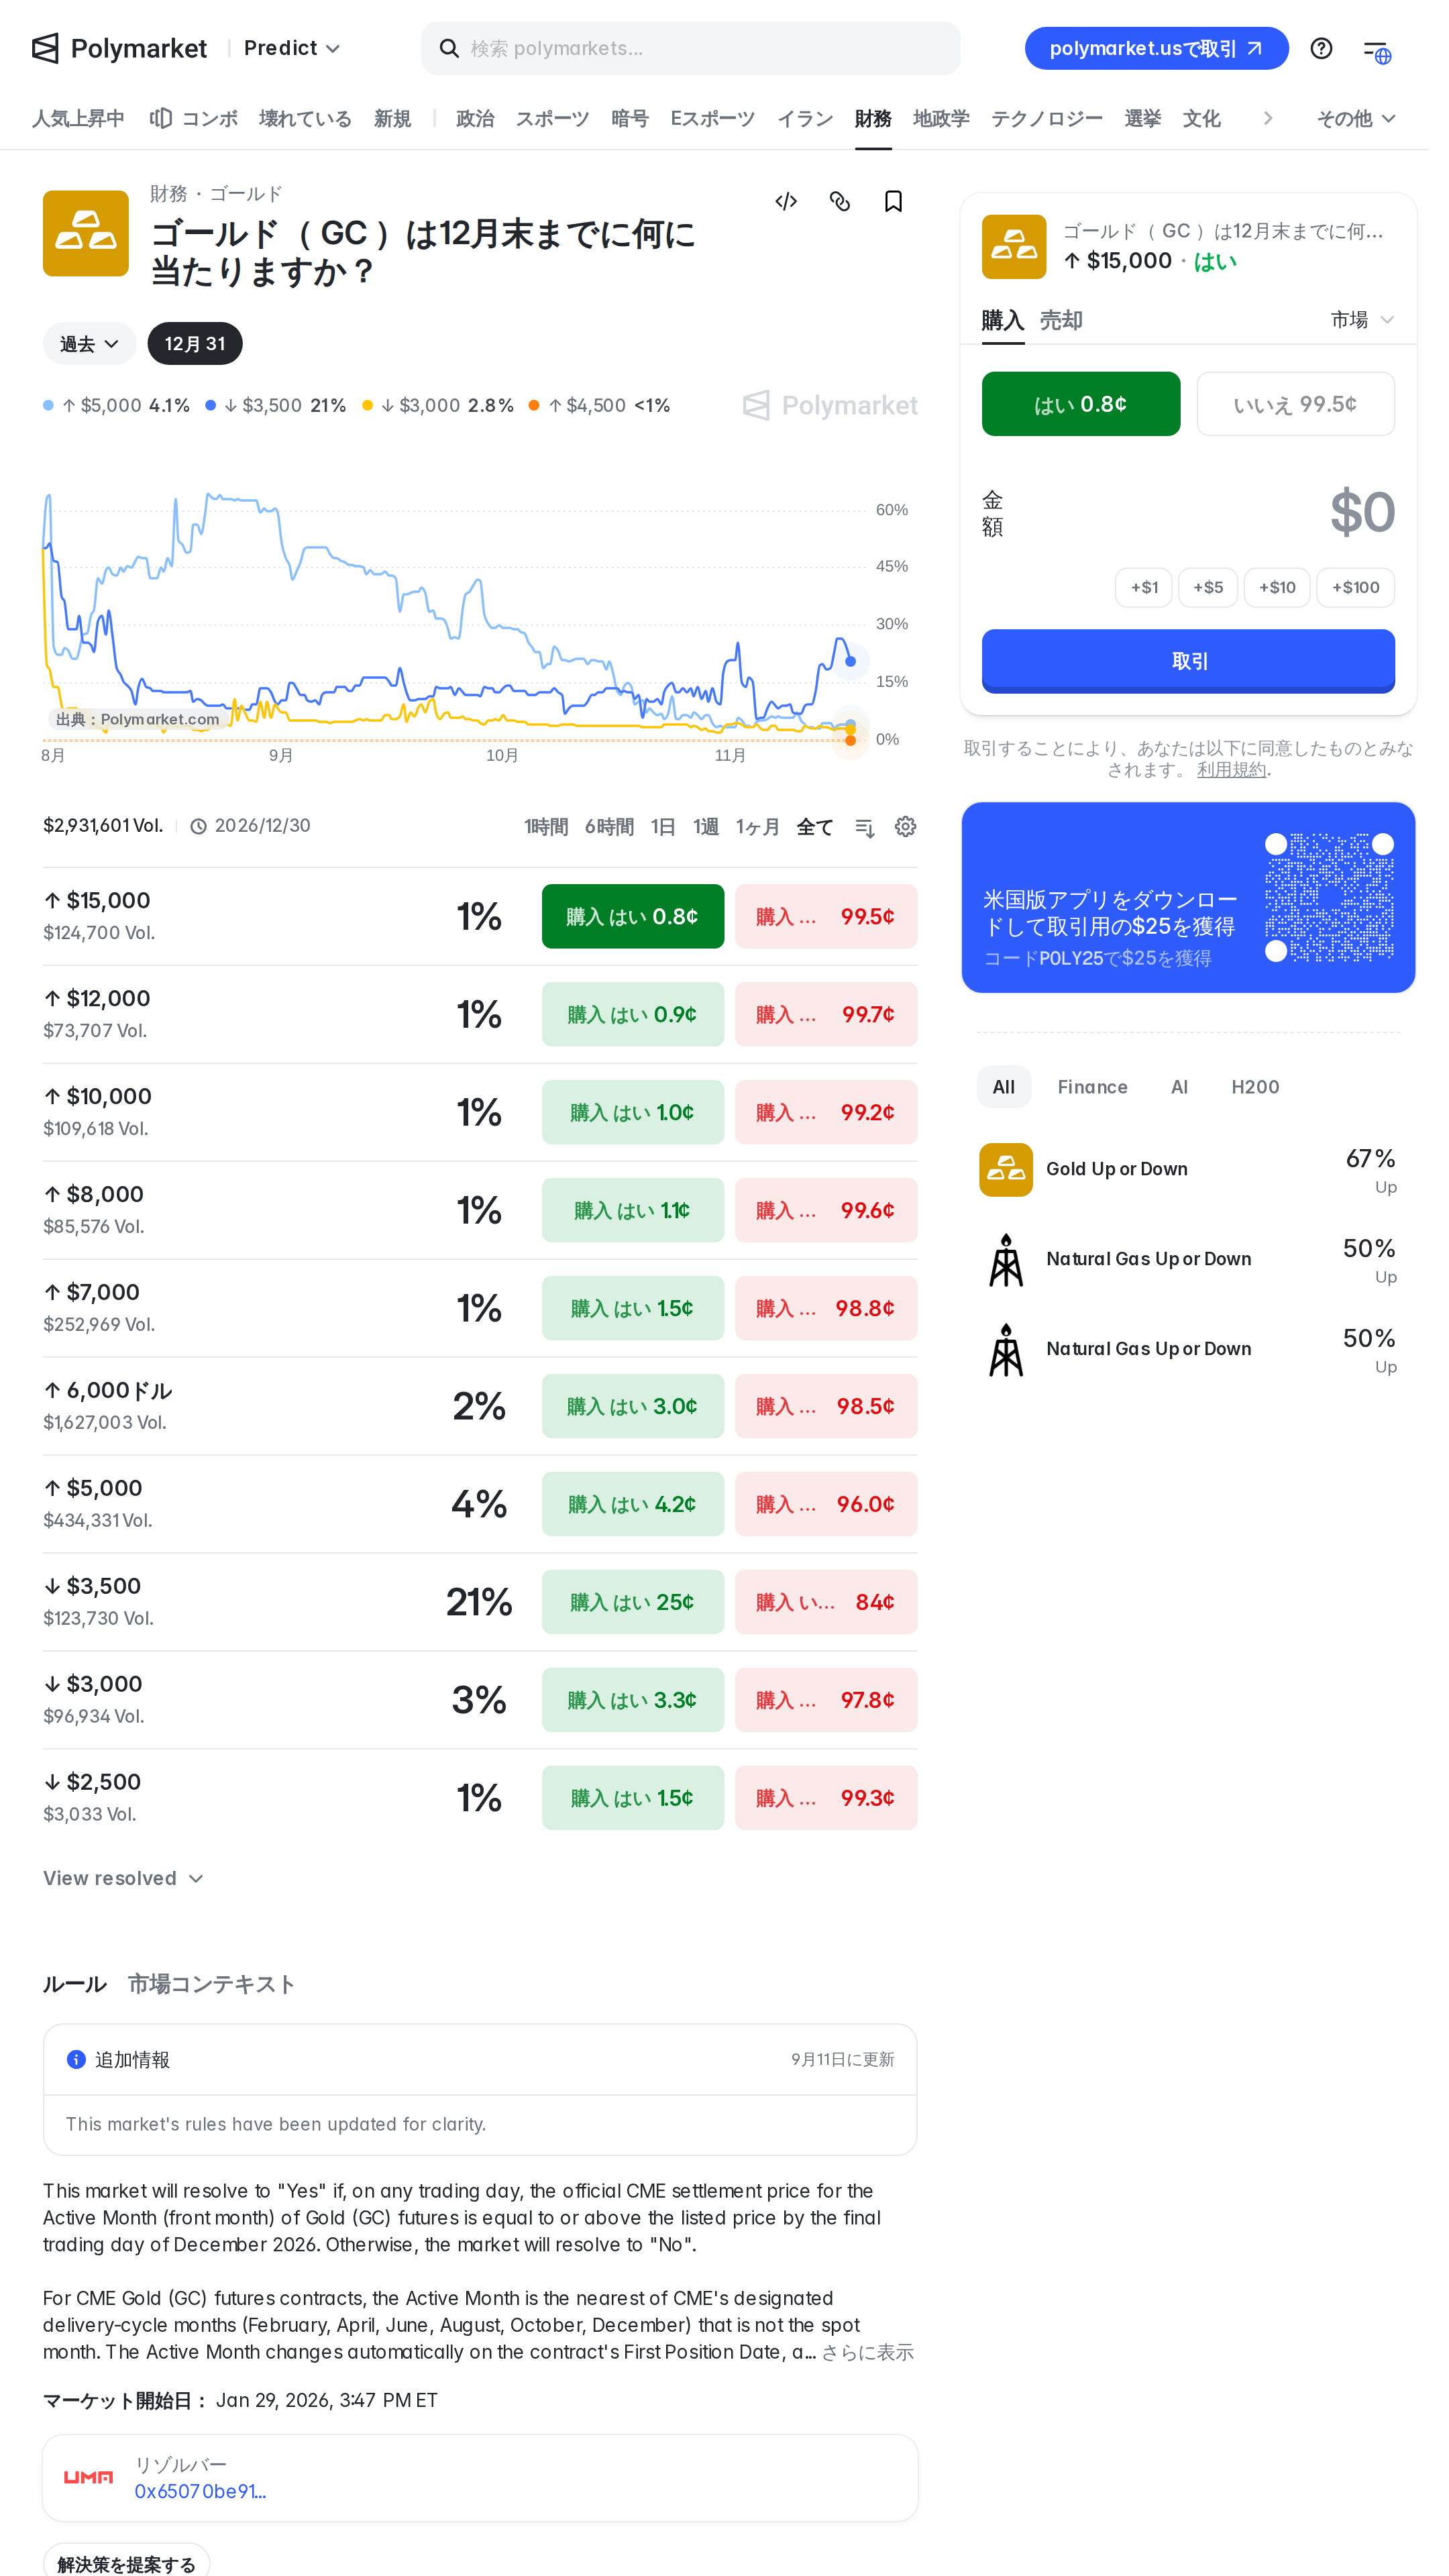 Polymarket
Predict
検索 polymarkets...
polymarket.usで取引
人気上昇中 コンボ 壊れている 新規 政治 スポーツ 暗号 Eスポーツ イラン 財務 地政学 テクノロジー 選挙 文化 その他
財務 · ゴールド
ゴールド（ GC ）は12月末までに何に
当たりますか？
過去
12月 31
↑ $5,000 4.1% ↓ $3,500 21% ↓ $3,000 2.8% ↑ $4,500 <1%
Polymarket
60%
45%
30%
15%
0%
出典：Polymarket.com
8月 9月 10月 11月
$2,931,601 Vol.
2026/12/30
1時間 6時間 1日 1週 1ヶ月 全て
↑ $15,000
$124,700 Vol.
1%
購入 はい 0.8¢
購入 ... 99.5¢
↑ $12,000
$73,707 Vol.
1%
購入 はい 0.9¢
購入 ... 99.7¢
↑ $10,000
$109,618 Vol.
1%
購入 はい 1.0¢
購入 ... 99.2¢
↑ $8,000
$85,576 Vol.
1%
購入 はい 1.1¢
購入 ... 99.6¢
↑ $7,000
$252,969 Vol.
1%
購入 はい 1.5¢
購入 ... 98.8¢
↑ 6,000ドル
$1,627,003 Vol.
2%
購入 はい 3.0¢
購入 ... 98.5¢
↑ $5,000
$434,331 Vol.
4%
購入 はい 4.2¢
購入 ... 96.0¢
↓ $3,500
$123,730 Vol.
21%
購入 はい 25¢
購入 い... 84¢
↓ $3,000
$96,934 Vol.
3%
購入 はい 3.3¢
購入 ... 97.8¢
↓ $2,500
$3,033 Vol.
1%
購入 はい 1.5¢
購入 ... 99.3¢
View resolved
ルール 市場コンテキスト
追加情報
9月11日に更新
This market's rules have been updated for clarity.
This market will resolve to "Yes" if, on any trading day, the official CME settlement price for the
Active Month (front month) of Gold (GC) futures is equal to or above the listed price by the final
trading day of December 2026. Otherwise, the market will resolve to "No".
For CME Gold (GC) futures contracts, the Active Month is the nearest of CME's designated
delivery-cycle months (February, April, June, August, October, December) that is not the spot
month. The Active Month changes automatically on the contract's First Position Date, a... さらに表示
マーケット開始日： Jan 29, 2026, 3:47 PM ET
UMA
リゾルバー
0x65070be91...
解決策を提案する
ゴールド（ GC ）は12月末までに何...
↑ $15,000 · はい
購入 売却
市場
はい 0.8¢
いいえ 99.5¢
金
額
$0
+$1 +$5 +$10 +$100
取引
取引することにより、あなたは以下に同意したものとみな
されます。 利用規約.
米国版アプリをダウンロー
ドして取引用の$25を獲得
コードPOLY25で$25を獲得
All Finance AI H200
Gold Up or Down
67%
Up
Natural Gas Up or Down
50%
Up
Natural Gas Up or Down
50%
Up